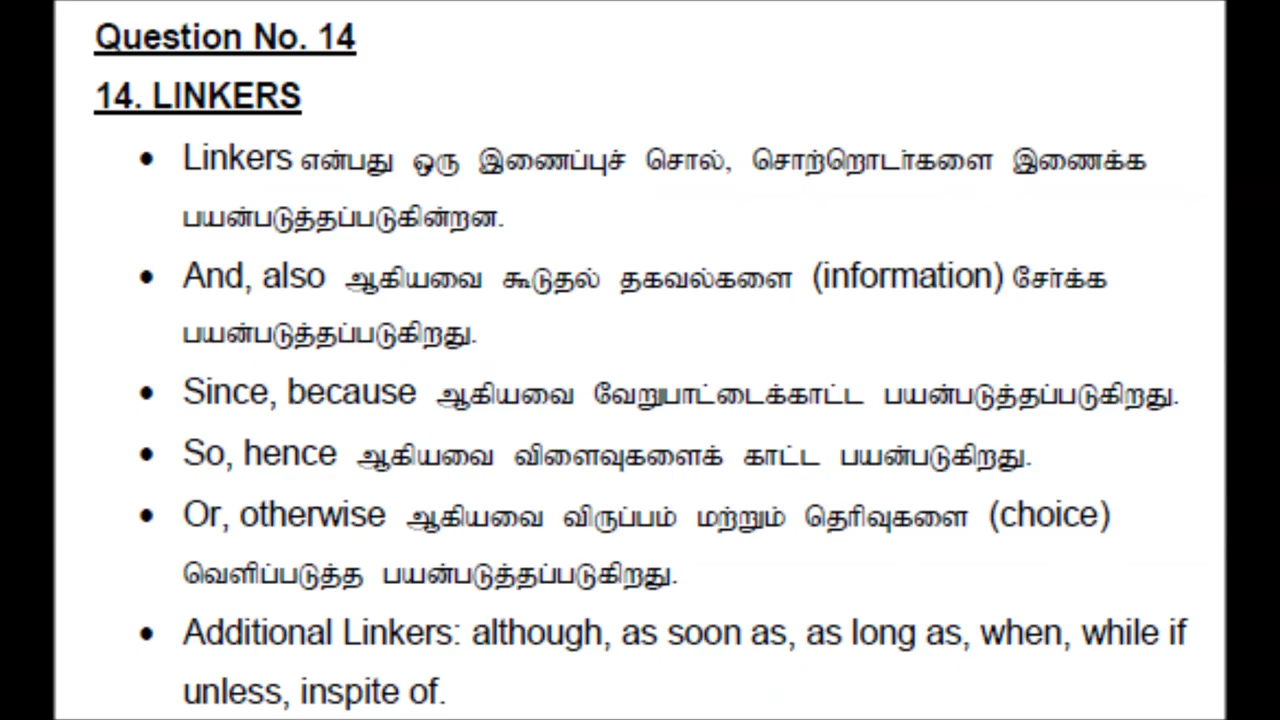 Question No. 14
14. LINKERS
• Linkers என்பது ஒரு இணைப்புச் சொல், சொற்றொடர்களை இணைக்க
பயன்படுத்தப்படுகின்றன.
• And, also ஆகியவை கூடுதல் தகவல்களை (information) சேர்க்க
பயன்படுத்தப்படுகிறது.
• Since, because ஆகியவை வேறுபாட்டைக்காட்ட பயன்படுத்தப்படுகிறது.
• So, hence ஆகியவை விளைவுகளைக் காட்ட பயன்படுகிறது.
• Or, otherwise ஆகியவை விருப்பம் மற்றும் தெரிவுகளை (choice)
வெளிப்படுத்த பயன்படுத்தப்படுகிறது.
• Additional Linkers: although, as soon as, as long as, when, while if
unless, inspite of.